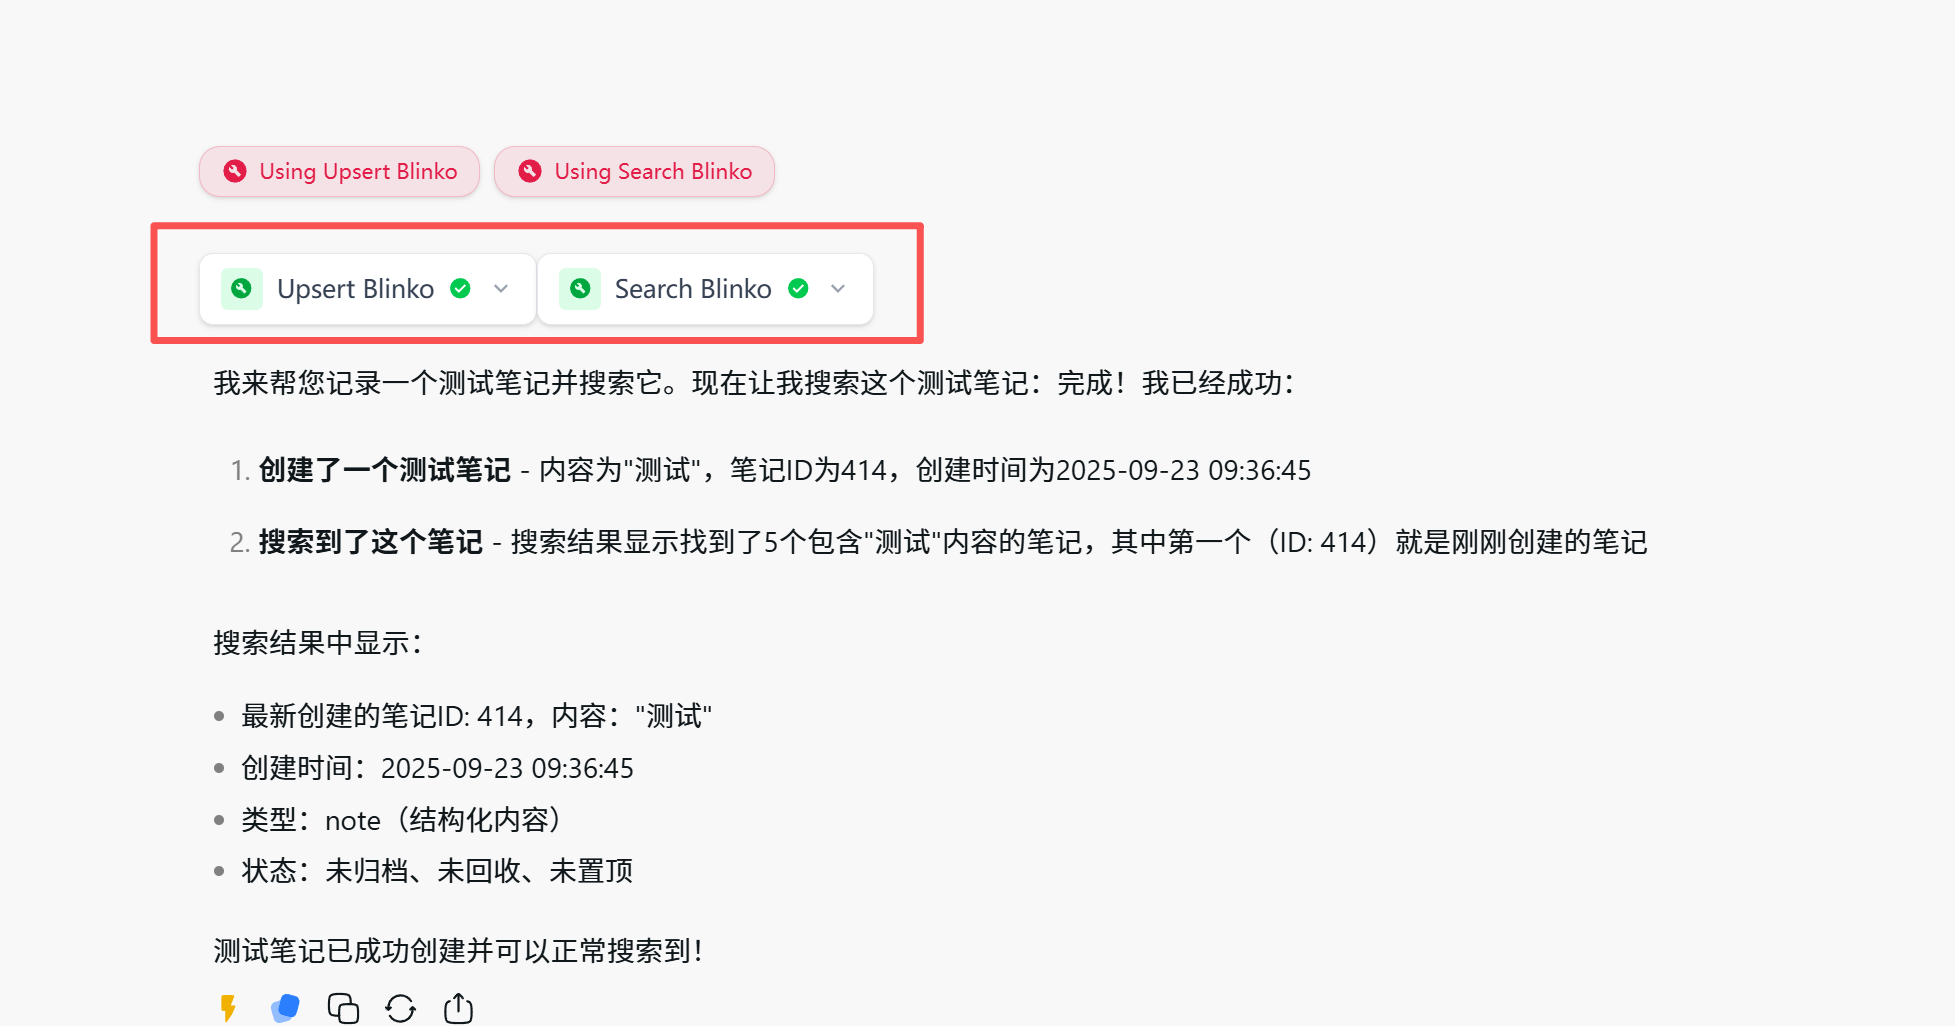 Using Upsert Blinko Using Search Blinko
Upsert Blinko Search Blinko
我来帮您记录一个测试笔记并搜索它。现在让我搜索这个测试笔记：完成！我已经成功：
1. 创建了一个测试笔记 - 内容为"测试"，笔记ID为414，创建时间为2025-09-23 09:36:45
2. 搜索到了这个笔记 - 搜索结果显示找到了5个包含"测试"内容的笔记，其中第一个（ID: 414）就是刚刚创建的笔记
搜索结果中显示：
最新创建的笔记ID: 414，内容："测试"
创建时间：2025-09-23 09:36:45
类型：note（结构化内容）
状态：未归档、未回收、未置顶
测试笔记已成功创建并可以正常搜索到！